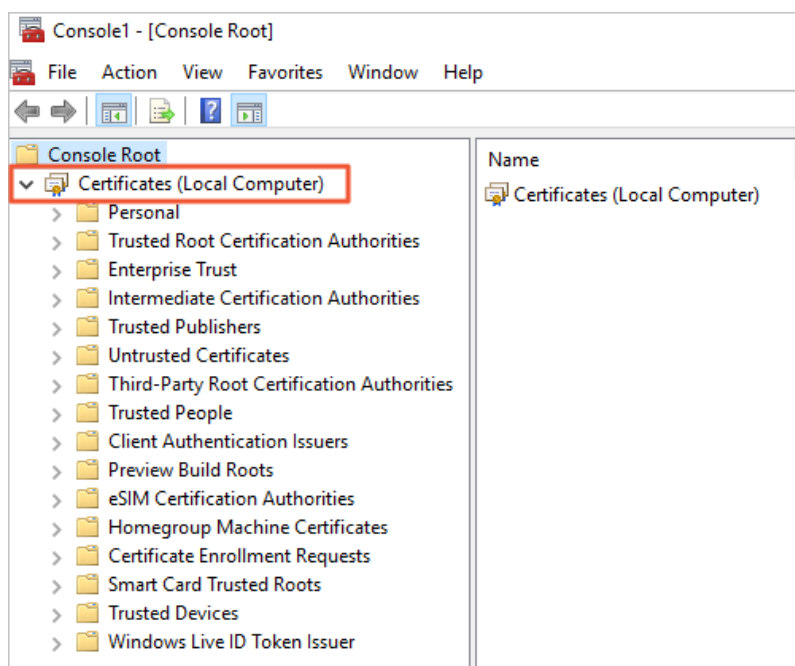 Console1 - [Console Root]
File Action View Favorites Window Help
Console Root
Certificates (Local Computer)
Personal
Trusted Root Certification Authorities
Enterprise Trust
Intermediate Certification Authorities
Trusted Publishers
Untrusted Certificates
Third-Party Root Certification Authorities
Trusted People
Client Authentication Issuers
Preview Build Roots
eSIM Certification Authorities
Homegroup Machine Certificates
Certificate Enrollment Requests
Smart Card Trusted Roots
Trusted Devices
Windows Live ID Token Issuer
Name
Certificates (Local Computer)